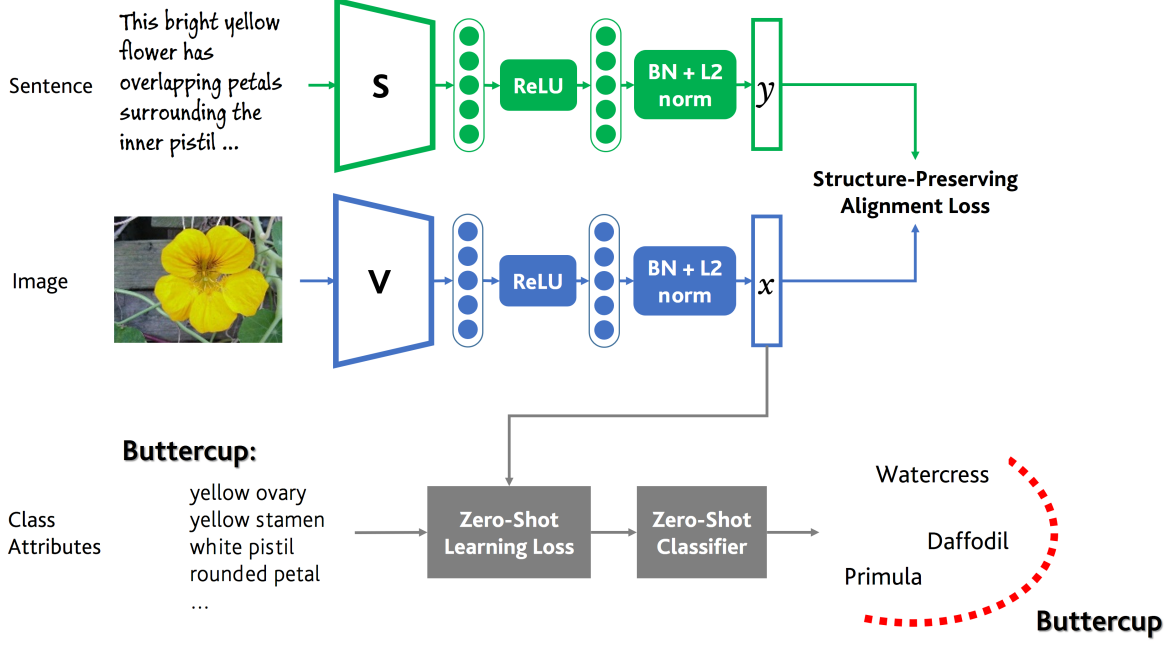 Sentence
This bright yellow
flower has
overlapping petals
surrounding the
inner pistil ...
S
ReLU
BN + L2
norm
y
Structure-Preserving
Alignment Loss
Image
V
ReLU
BN + L2
norm
x
Class
Attributes
Buttercup:
yellow ovary
yellow stamen
white pistil
rounded petal
...
Zero-Shot
Learning Loss
Zero-Shot
Classifier
Watercress
Daffodil
Primula
Buttercup